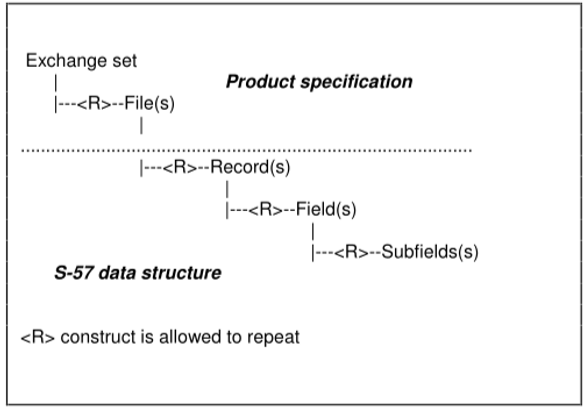 Exchange set
|
Product specification
|---<R>--File(s)
|
................................................................................
|---<R>--Record(s)
|
|---<R>--Field(s)
|
|---<R>--Subfields(s)
S-57 data structure
<R> construct is allowed to repeat